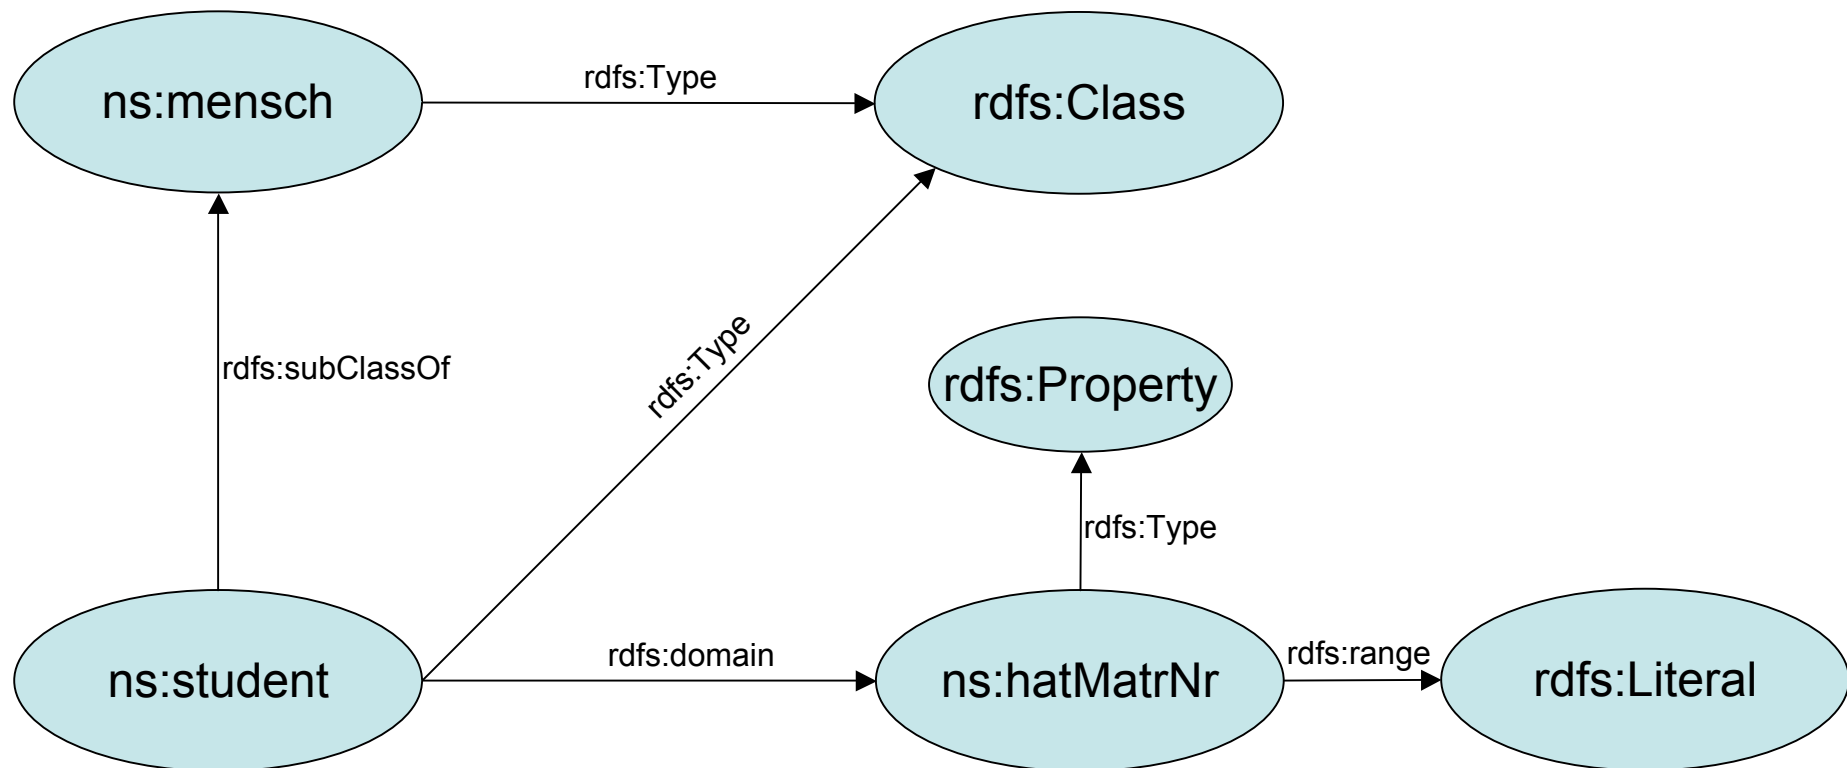 ns:mensch
rdfs:Type
rdfs:Class
rdfs:subClassOf
rdfs:Type
rdfs:Property
rdfs:Type
ns:student
rdfs:domain
ns:hatMatrNr
rdfs:range
rdfs:Literal